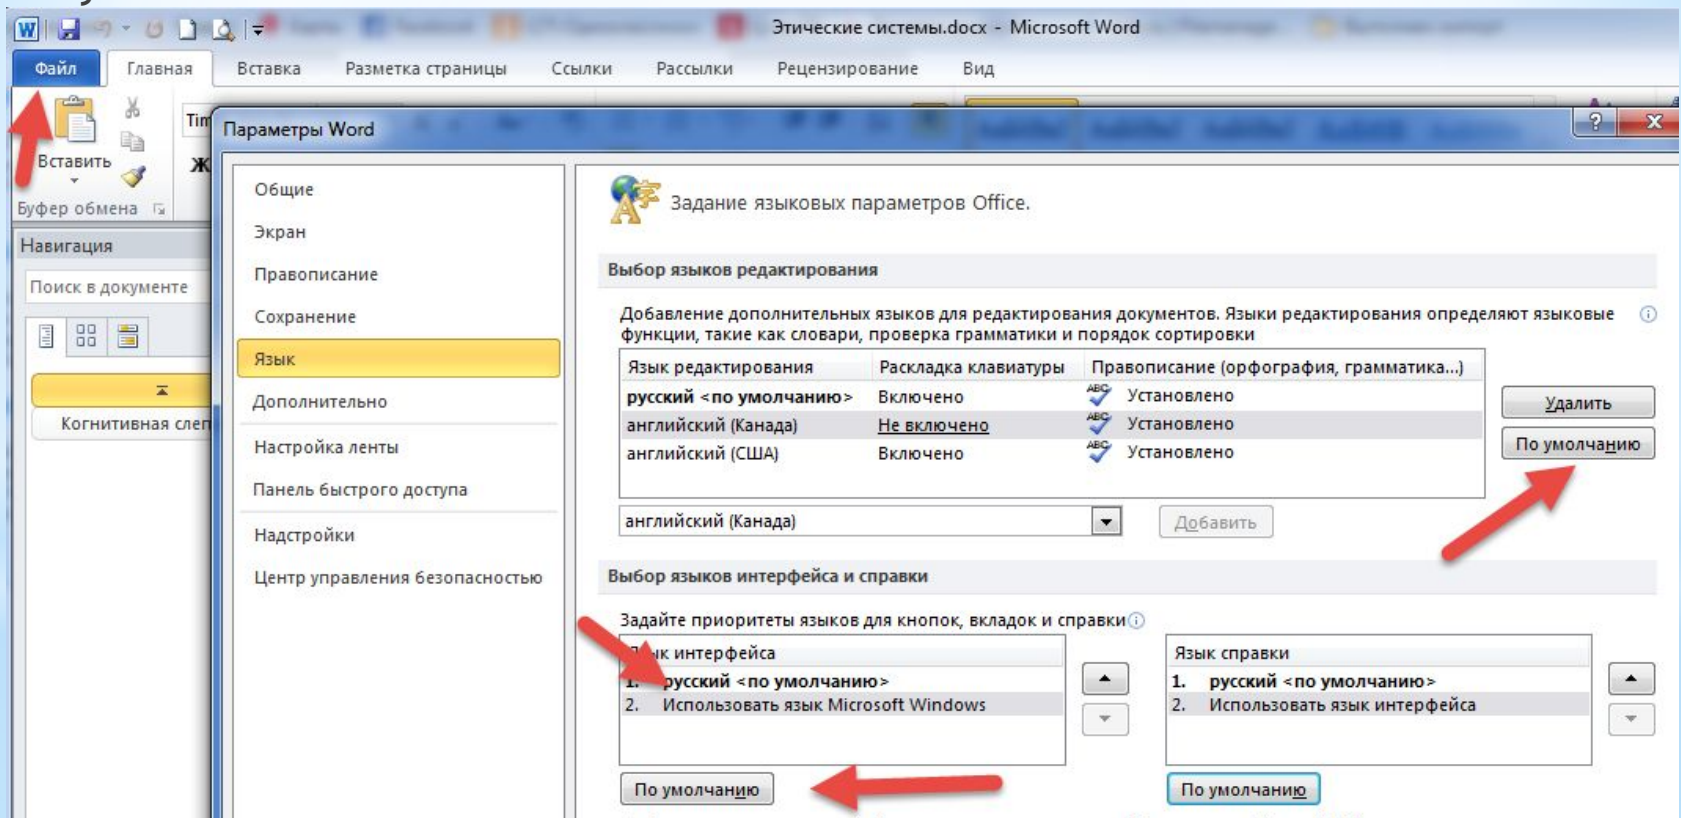 Этические системы.docx - Microsoft Word
Файл Главная Вставка Разметка страницы Ссылки Рассылки Рецензирование Вид
Tim
Вставить
Ж
Буфер обмена
Навигация
Поиск в документе
Когнитивная слеп
Параметры Word
Общие
Экран
Правописание
Сохранение
Язык
Дополнительно
Настройка ленты
Панель быстрого доступа
Надстройки
Центр управления безопасностью
Задание языковых параметров Office.
Выбор языков редактирования
Добавление дополнительных языков для редактирования документов. Языки редактирования определяют языковые
функции, такие как словари, проверка грамматики и порядок сортировки
Язык редактирования Раскладка клавиатуры Правописание (орфография, грамматика...)
русский <по умолчанию> Включено Установлено
английский (Канада) Не включено Установлено
английский (США) Включено Установлено
Удалить
По умолчанию
английский (Канада) Добавить
Выбор языков интерфейса и справки
Задайте приоритеты языков для кнопок, вкладок и справки
Язык интерфейса
1. русский <по умолчанию>
2. Использовать язык Microsoft Windows
По умолчанию
Язык справки
1. русский <по умолчанию>
2. Использовать язык интерфейса
По умолчанию